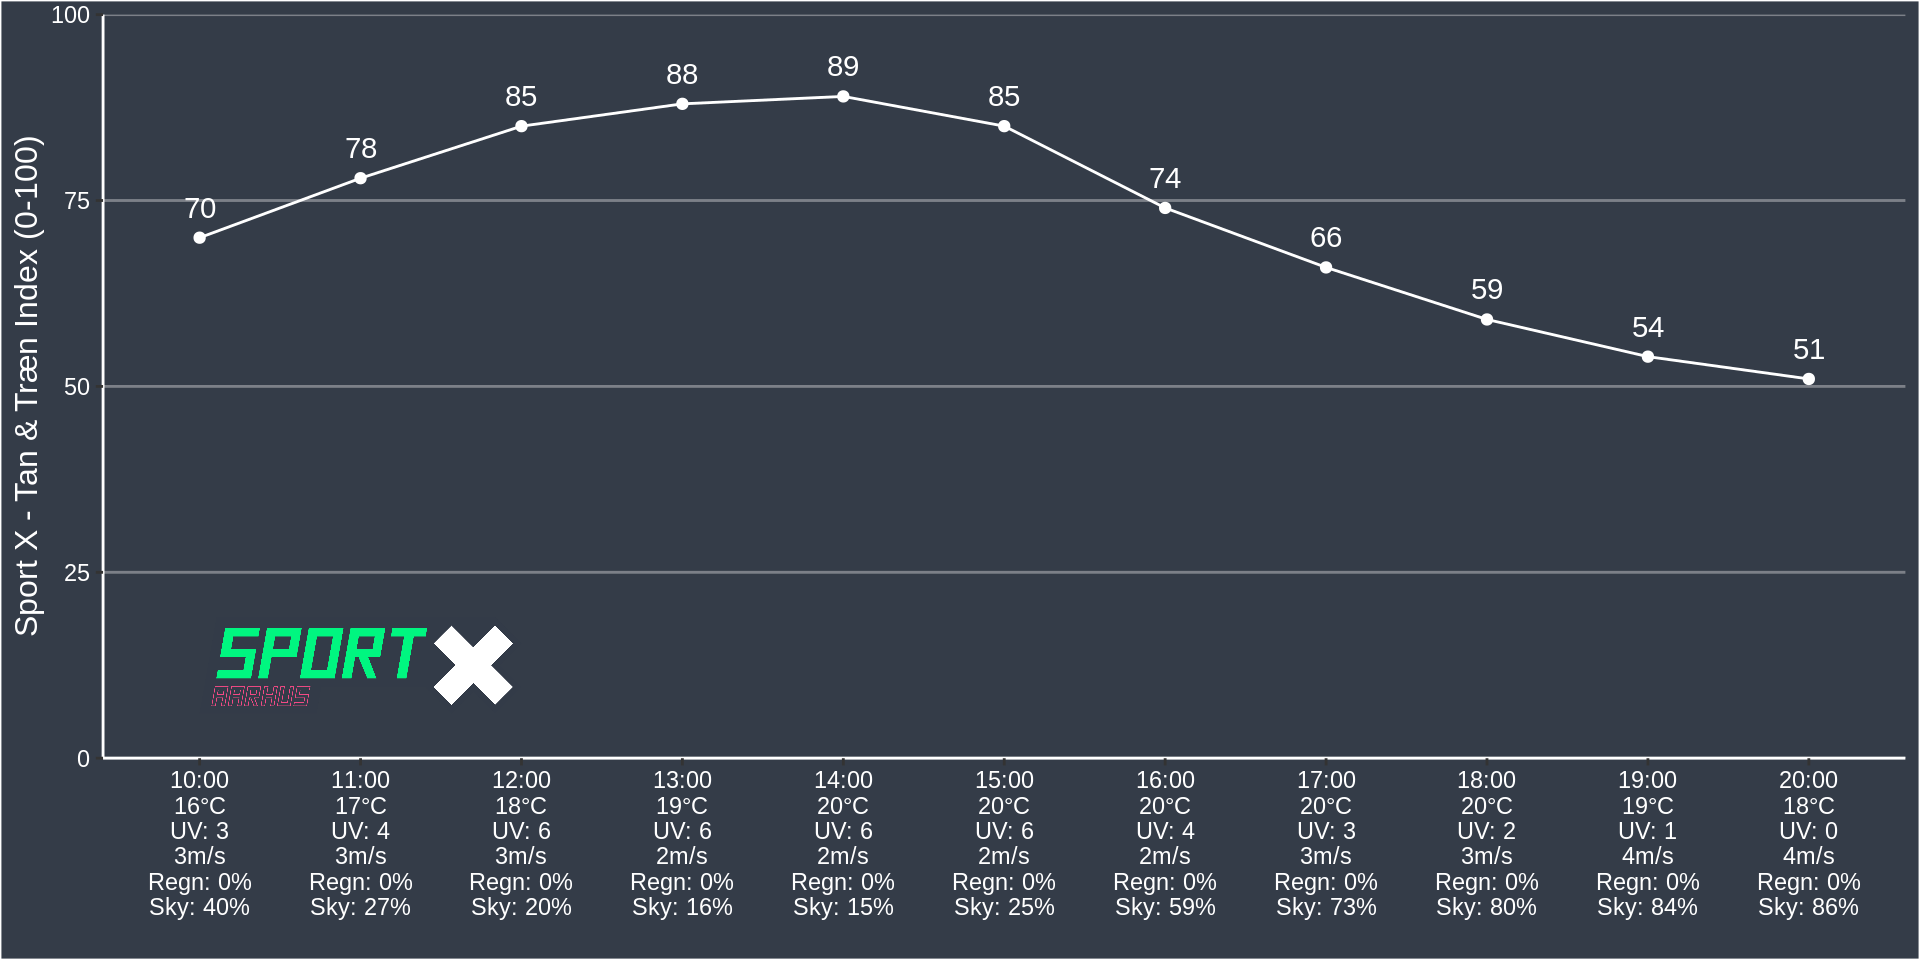 Sport X - Tan & Træn Index (0-100)
100
75
50
25
0
70
78
85
88
89
85
74
66
59
54
51
SPORT X
AARHUS
10:00
16°C
UV: 3
3m/s
Regn: 0%
Sky: 40%
11:00
17°C
UV: 4
3m/s
Regn: 0%
Sky: 27%
12:00
18°C
UV: 6
3m/s
Regn: 0%
Sky: 20%
13:00
19°C
UV: 6
2m/s
Regn: 0%
Sky: 16%
14:00
20°C
UV: 6
2m/s
Regn: 0%
Sky: 15%
15:00
20°C
UV: 6
2m/s
Regn: 0%
Sky: 25%
16:00
20°C
UV: 4
2m/s
Regn: 0%
Sky: 59%
17:00
20°C
UV: 3
3m/s
Regn: 0%
Sky: 73%
18:00
20°C
UV: 2
3m/s
Regn: 0%
Sky: 80%
19:00
19°C
UV: 1
4m/s
Regn: 0%
Sky: 84%
20:00
18°C
UV: 0
4m/s
Regn: 0%
Sky: 86%